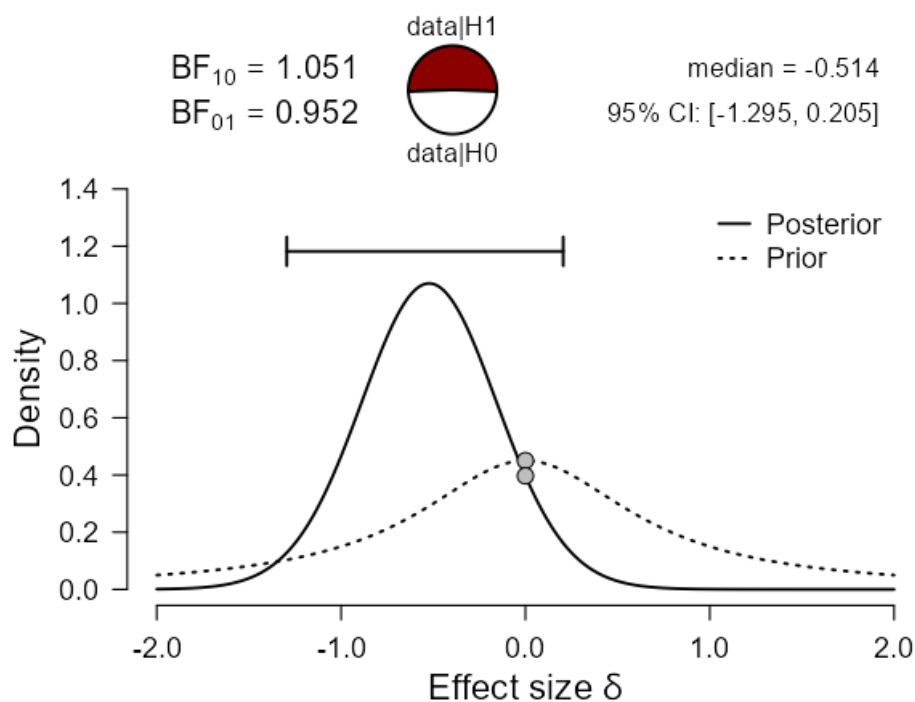 data|H1
BF₁₀ = 1.051
BF₀₁ = 0.952
data|H0
median = -0.514
95% CI: [-1.295, 0.205]
Posterior
Prior
Density
1.4
1.2
1.0
0.8
0.6
0.4
0.2
0.0
-2.0 -1.0 0.0 1.0 2.0
Effect size δ